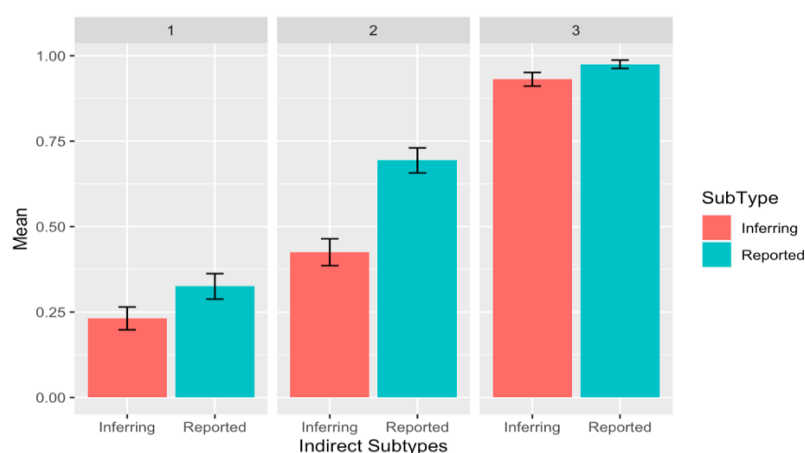 1 2 3
1.00
0.75
0.50
0.25
0.00
Mean
Inferring Reported Inferring Reported Inferring Reported
Indirect Subtypes
SubType
Inferring
Reported